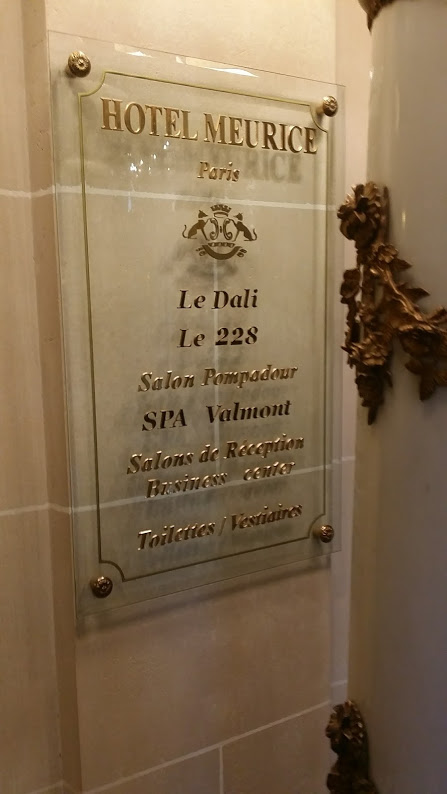 HOTEL MEURICE
Paris
Le Dali
Le 228
Salon Pompadour
SPA Valmont
Salons de Réception
Business center
Toilettes / Vestiaires